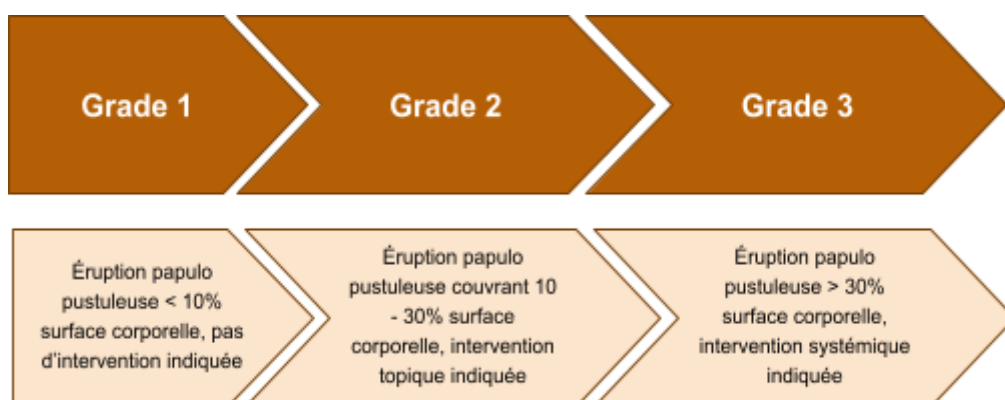 Grade 1
Grade 2
Grade 3
Éruption papulo
pustuleuse < 10%
surface corporelle, pas
d'intervention indiquée
Éruption papulo
pustuleuse couvrant 10
- 30% surface
corporelle, intervention
topique indiquée
Éruption papulo
pustuleuse > 30%
surface corporelle,
intervention systémique
indiquée